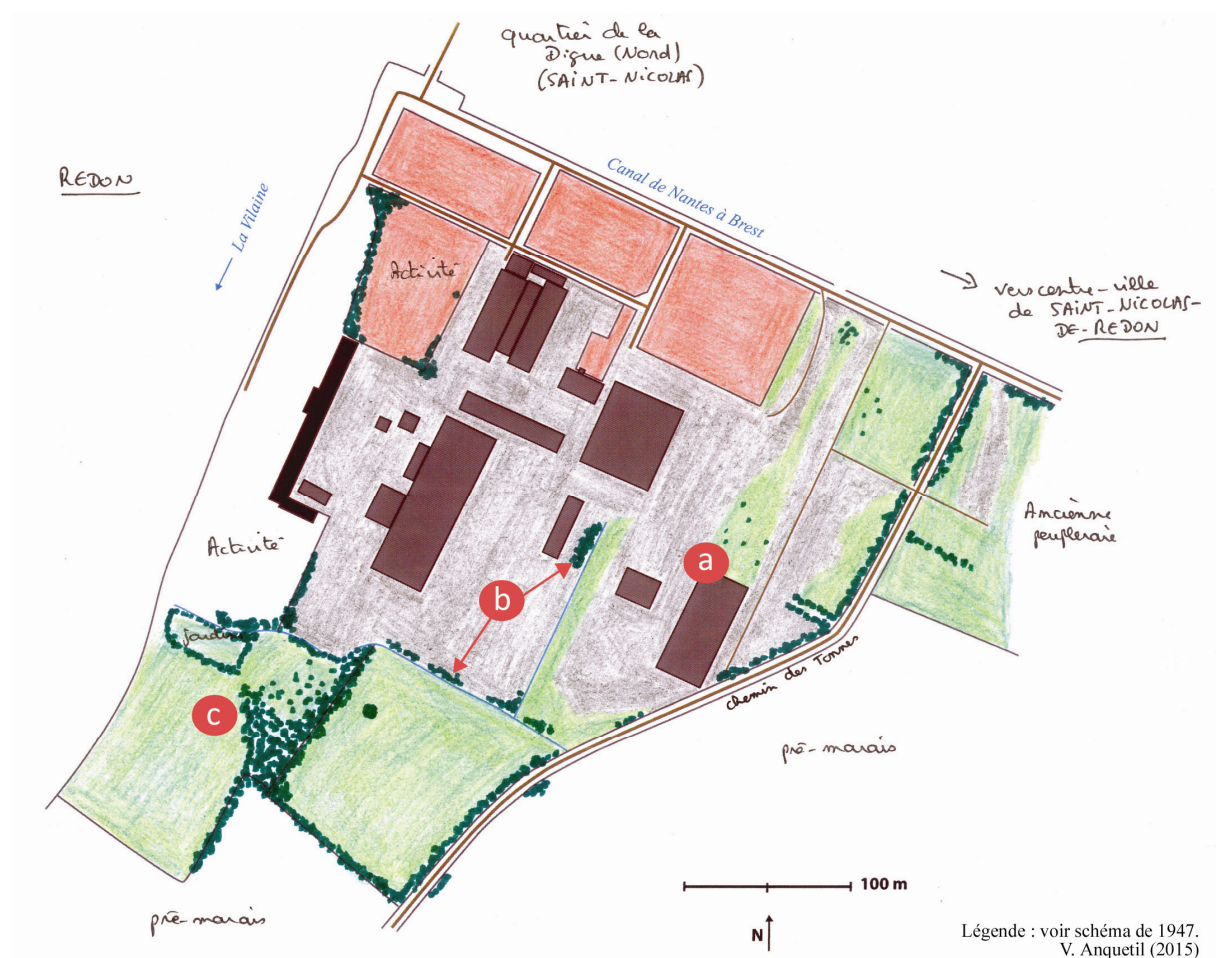 quartier de la
Digue (Nord)
(SAINT-NICOLAS)
REDON
La Vilaine
Canal de Nantes à Brest
Activité
vers centre-ville
de SAINT-NICOLAS-
DE-REDON
Ancienne
peupleraie
Activité
a
b
c
jardin
chemin des Tonnes
pré-marais
pré-marais
100 m
N
Légende : voir schéma de 1947.
V. Anquetil (2015)